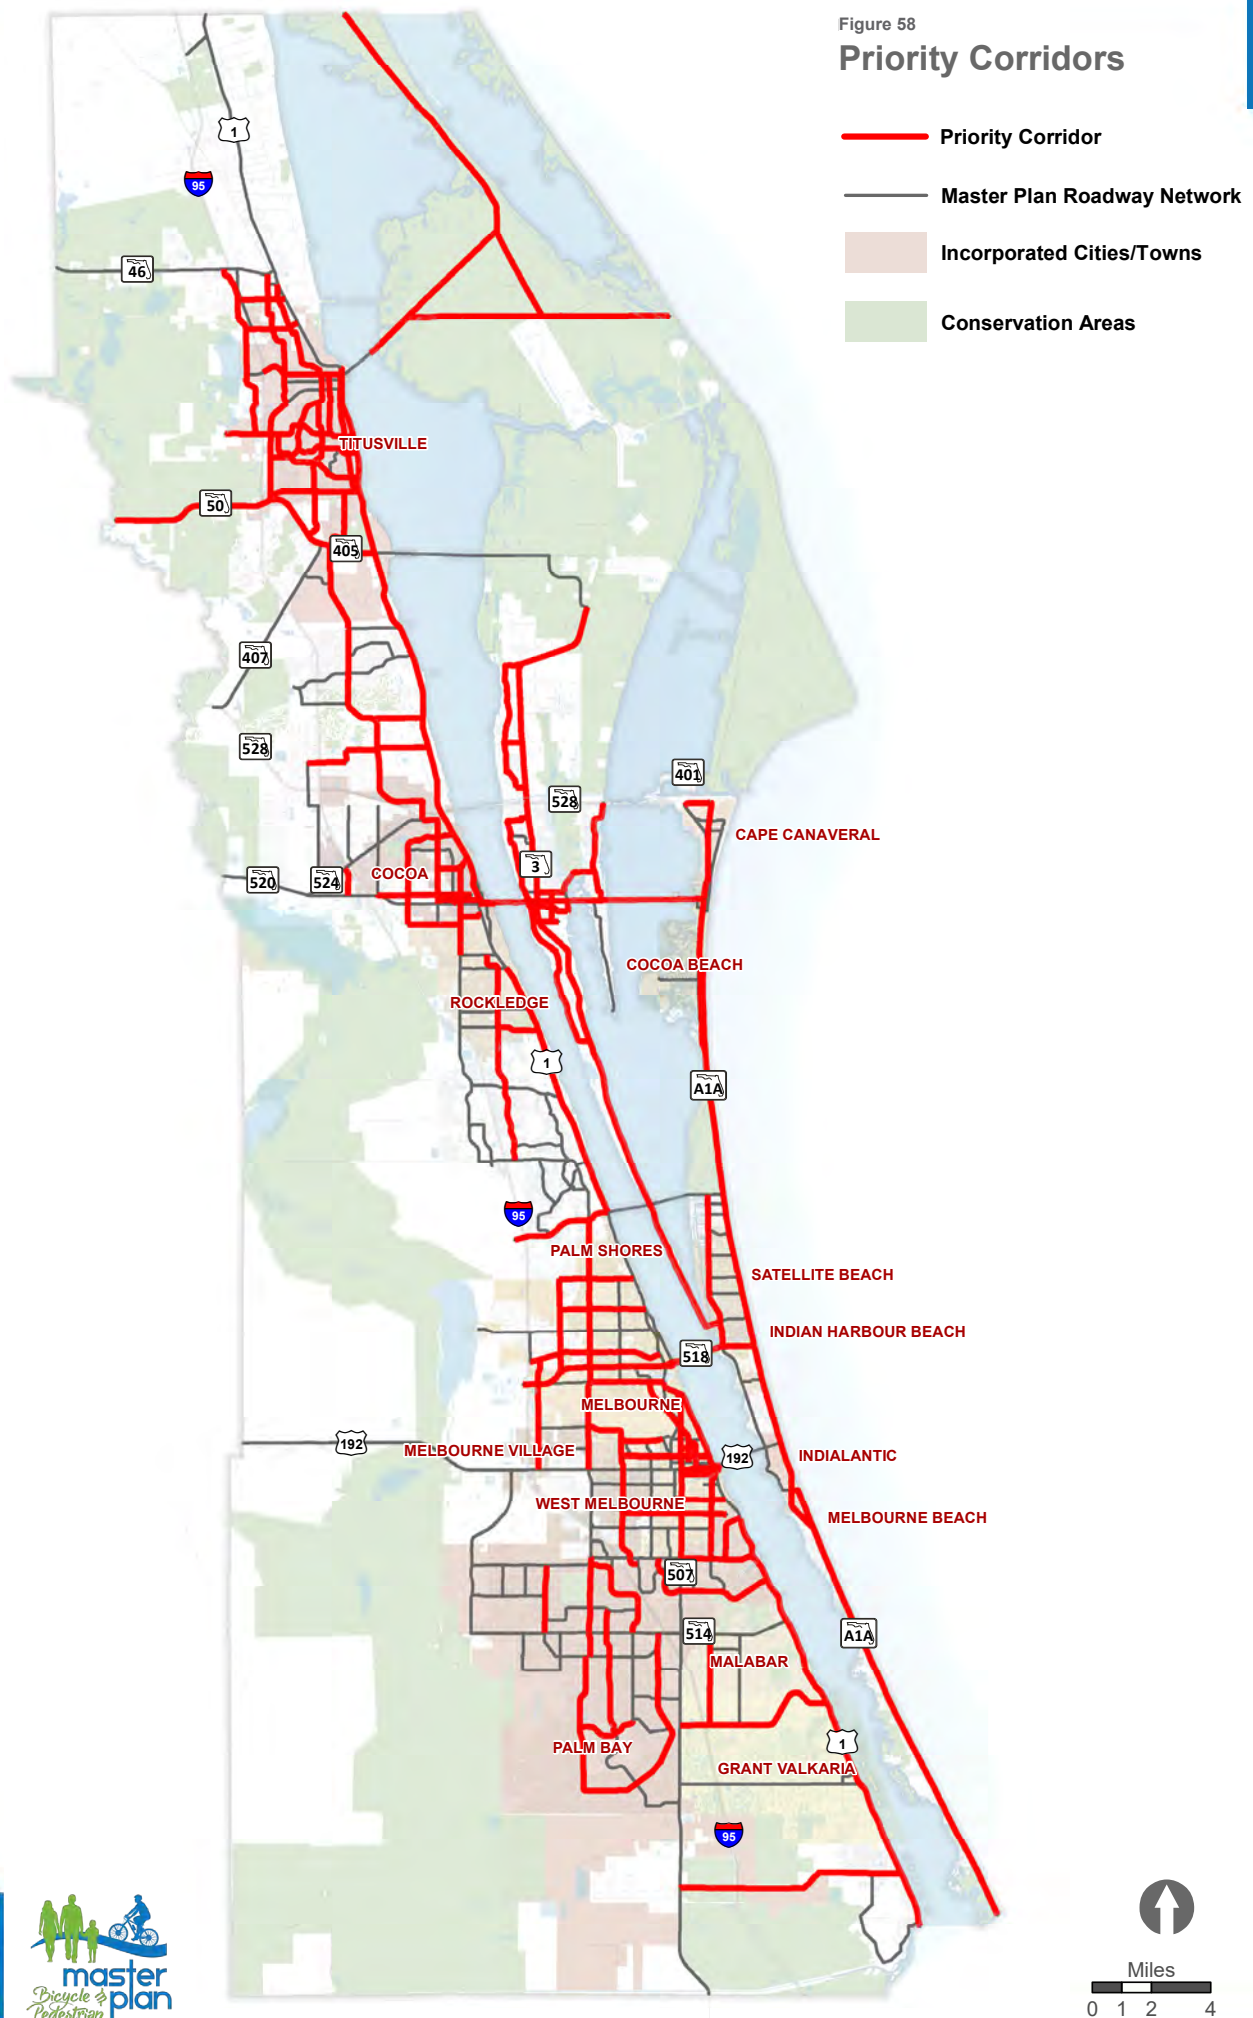 Figure 58
Priority Corridors
Priority Corridor
Master Plan Roadway Network
Incorporated Cities/Towns
Conservation Areas
1
95
46
TITUSVILLE
50
405
407
528
401
528
CAPE CANAVERAL
3
COCOA
520
524
COCOA BEACH
ROCKLEDGE
1
A1A
95
PALM SHORES
SATELLITE BEACH
INDIAN HARBOUR BEACH
518
MELBOURNE
192
MELBOURNE VILLAGE
192
INDIALANTIC
WEST MELBOURNE
MELBOURNE BEACH
507
514
A1A
MALABAR
PALM BAY
1
GRANT VALKARIA
95
master
Bicycle &
plan
Pedestrian
Miles
0 1 2 4